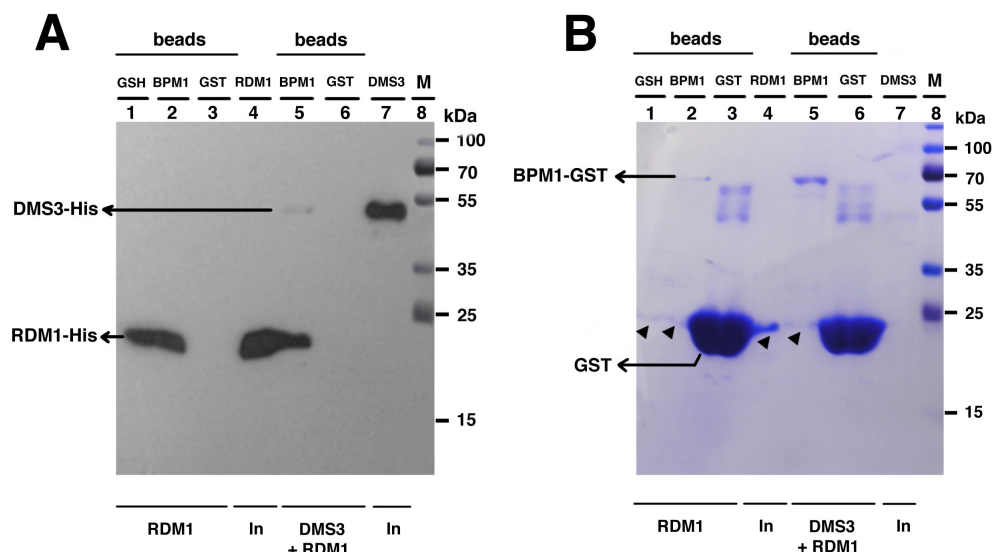 A
beads beads
GSH BPM1 GST RDM1 BPM1 GST DMS3 M
1 2 3 4 5 6 7 8 kDa
100
70
55
DMS3-His
35
25
RDM1-His
15
RDM1 In DMS3 In
+ RDM1
B
beads beads
GSH BPM1 GST RDM1 BPM1 GST DMS3 M
1 2 3 4 5 6 7 8 kDa
100
BPM1-GST 70
55
35
25
GST
15
RDM1 In DMS3 In
+ RDM1